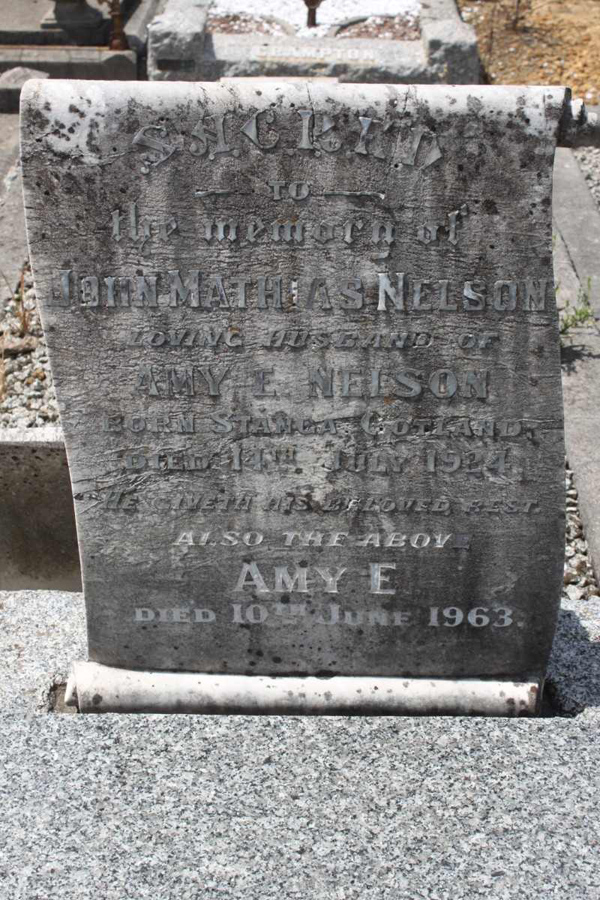 CRAMPTON
SACRED
TO
the memory of
JOHN MATHIAS NELSON
LOVING HUSBAND OF
AMY E. NELSON
BORN STANGA GOTLAND,
DIED 14TH JULY 1924.
HE GIVETH HIS BELOVED, REST.
ALSO THE ABOVE
AMY E
DIED 10TH JUNE 1963.